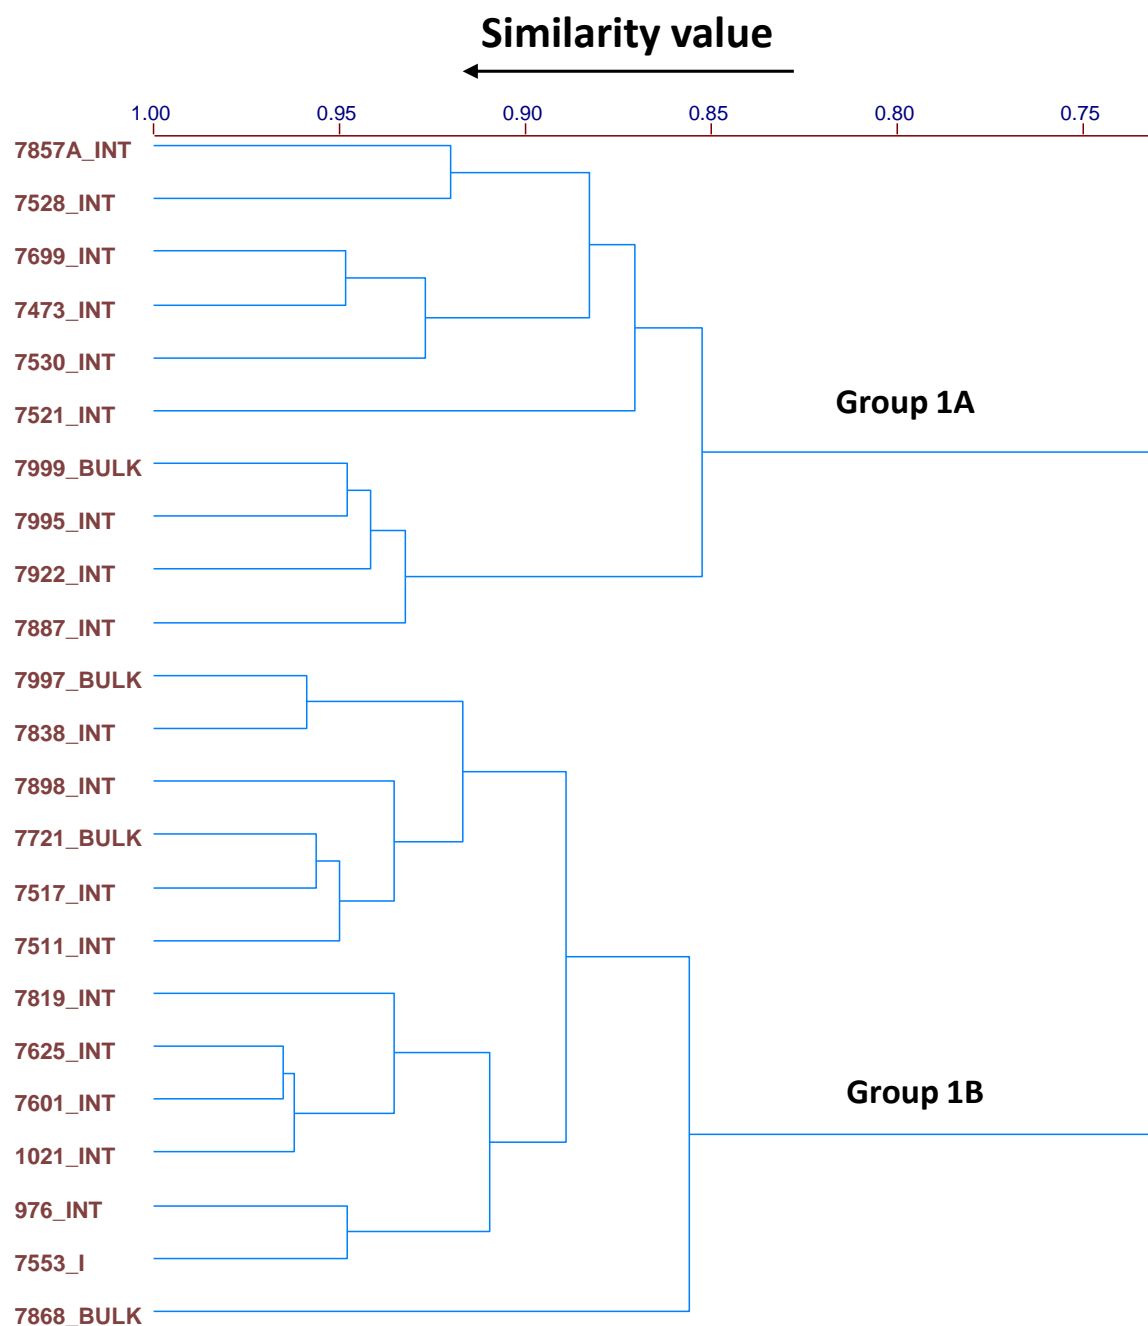 Similarity value
1.00 0.95 0.90 0.85 0.80 0.75
7857A_INT
7528_INT
7699_INT
7473_INT
7530_INT
7521_INT
Group 1A
7999_BULK
7995_INT
7922_INT
7887_INT
7997_BULK
7838_INT
7898_INT
7721_BULK
7517_INT
7511_INT
7819_INT
7625_INT
7601_INT
Group 1B
1021_INT
976_INT
7553_I
7868_BULK